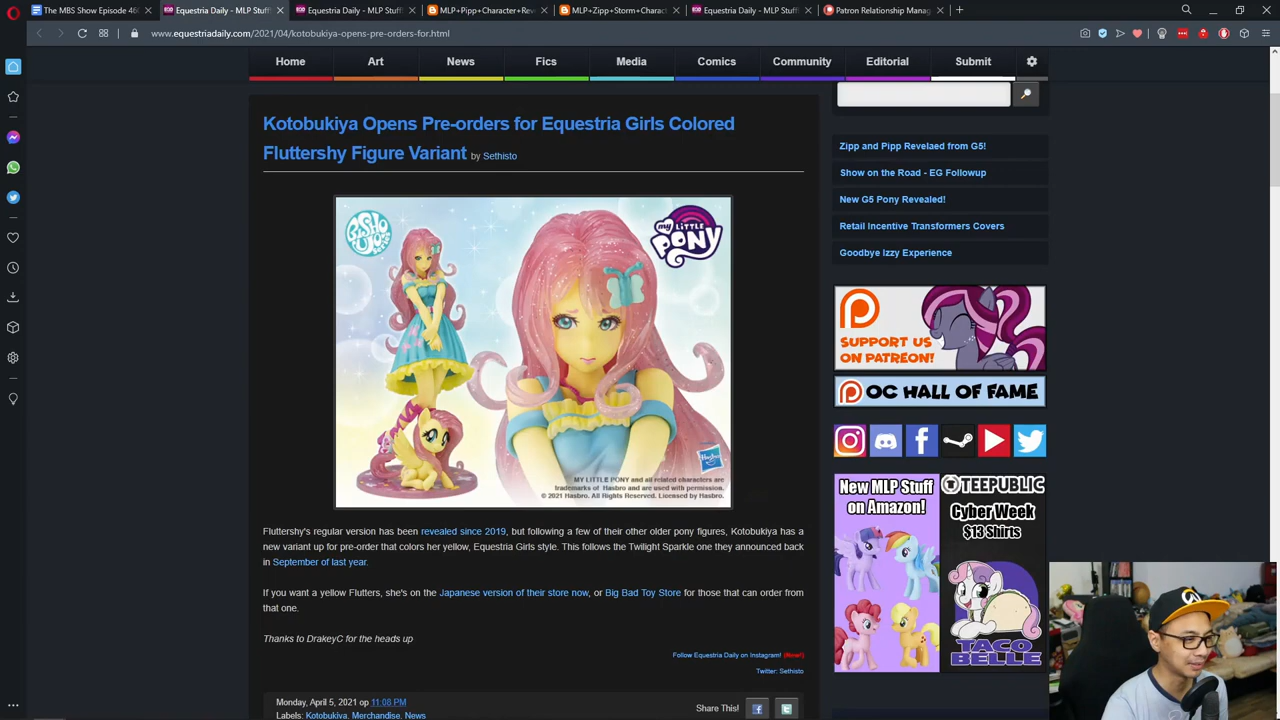 The MBS Show Episode 460
Equestria Daily - MLP Stuff!
Equestria Daily - MLP Stuff!
MLP+Pipp+Character+Rev
MLP+Zipp+Storm+Charact
Equestria Daily - MLP Stuff!
Patron Relationship Manag
www.equestriadaily.com/2021/04/kotobukiya-opens-pre-orders-for.html
Home
Art
News
Fics
Media
Comics
Community
Editorial
Submit
Kotobukiya Opens Pre-orders for Equestria Girls Colored
Fluttershy Figure Variant by Sethisto
BISHOUJO SERIES
my LiTTLE PONY
Hasbro
MY LITTLE PONY and all related characters are
trademarks of Hasbro and are used with permission.
© 2021 Hasbro. All Rights Reserved. Licensed by Hasbro.
Fluttershy's regular version has been revealed since 2019, but following a few of their other older pony figures, Kotobukiya has a
new variant up for pre-order that colors her yellow, Equestria Girls style. This follows the Twilight Sparkle one they announced back
in September of last year.
If you want a yellow Flutters, she's on the Japanese version of their store now, or Big Bad Toy Store for those that can order from
that one.
Thanks to DrakeyC for the heads up
Follow Equestria Daily on Instagram! (New!)
Twitter: Sethisto
Monday, April 5, 2021 op 11:08 PM
Labels: Kotobukiya, Merchandise, News
Share This!
Zipp and Pipp Revelaed from G5!
Show on the Road - EG Followup
New G5 Pony Revealed!
Retail Incentive Transformers Covers
Goodbye Izzy Experience
SUPPORT US
ON PATREON!
OC HALL OF FAME
New MLP Stuff
on Amazon!
TEEPUBLIC
Cyber Week
$13 Shirts
TACO
BELLE